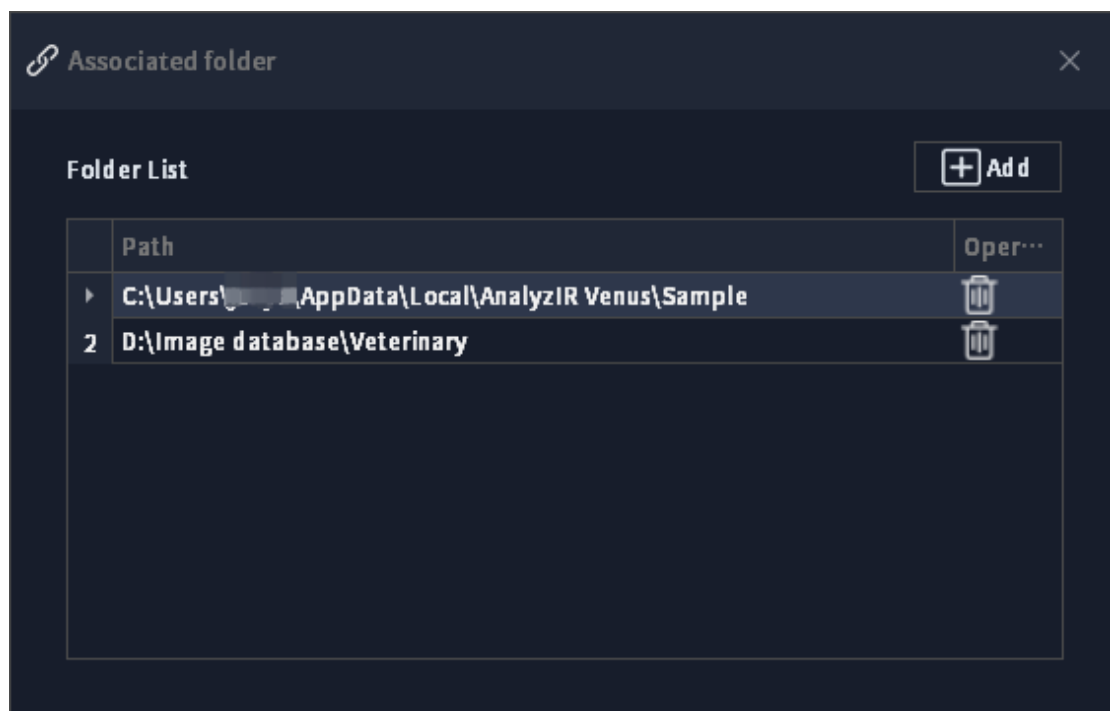 Associated folder
Folder List
Add
Path Oper···
C:\Users\ \AppData\Local\AnalyzIR Venus\Sample
2 D:\Image database\Veterinary